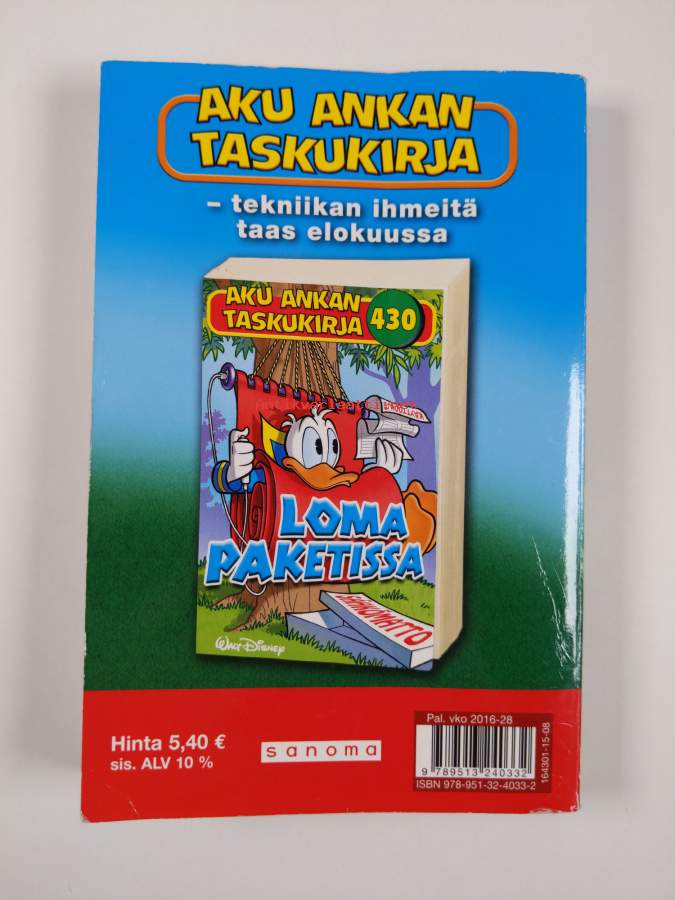 AKU ANKAN
TASKUKIRJA
– tekniikan ihmeitä
taas elokuussa
AKU ANKAN
TASKUKIRJA 430
LOMA
PAKETISSA
SÄHKÖMATTO
Walt Disney
Hinta 5,40 €
sis. ALV 10 %
sanoma
Pal. vko 2016-28
9 789513 240332
ISBN 978-951-32-4033-2
164301-15-08